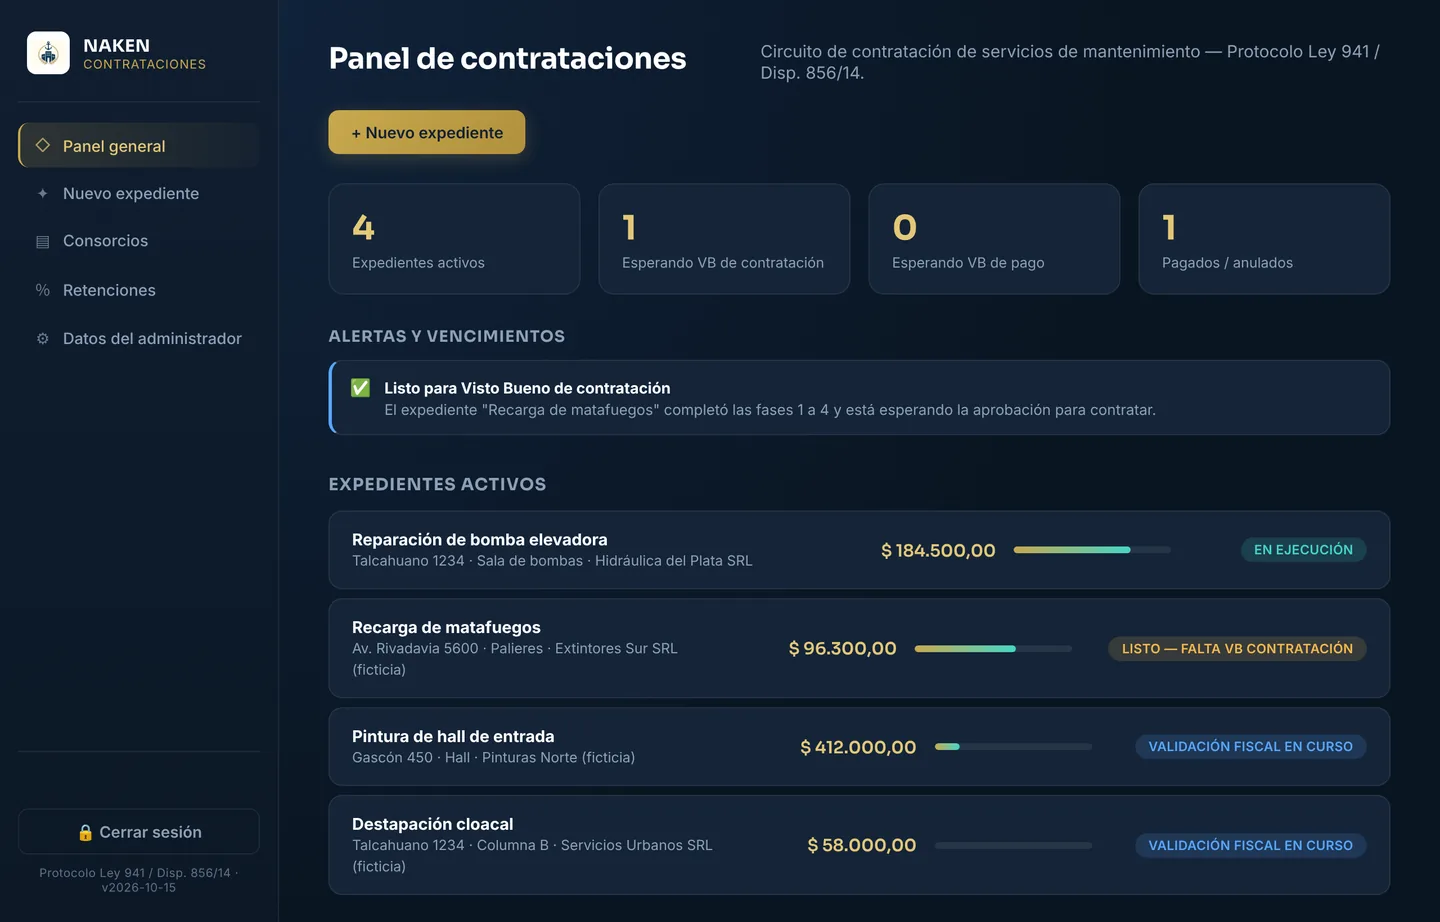 NAKEN
CONTRATACIONES
Panel general
Nuevo expediente
Consorcios
% Retenciones
Datos del administrador
Cerrar sesión
Protocolo Ley 941 / Disp. 856/14 ·
v2026-10-15
Panel de contrataciones
Circuito de contratación de servicios de mantenimiento — Protocolo Ley 941 /
Disp. 856/14.
+ Nuevo expediente
4
Expedientes activos
1
Esperando VB de contratación
0
Esperando VB de pago
1
Pagados / anulados
ALERTAS Y VENCIMIENTOS
Listo para Visto Bueno de contratación
El expediente "Recarga de matafuegos" completó las fases 1 a 4 y está esperando la aprobación para contratar.
EXPEDIENTES ACTIVOS
Reparación de bomba elevadora
Talcahuano 1234 · Sala de bombas · Hidráulica del Plata SRL
$ 184.500,00
EN EJECUCIÓN
Recarga de matafuegos
Av. Rivadavia 5600 · Palieres · Extintores Sur SRL
(ficticia)
$ 96.300,00
LISTO — FALTA VB CONTRATACIÓN
Pintura de hall de entrada
Gascón 450 · Hall · Pinturas Norte (ficticia)
$ 412.000,00
VALIDACIÓN FISCAL EN CURSO
Destapación cloacal
Talcahuano 1234 · Columna B · Servicios Urbanos SRL
(ficticia)
$ 58.000,00
VALIDACIÓN FISCAL EN CURSO